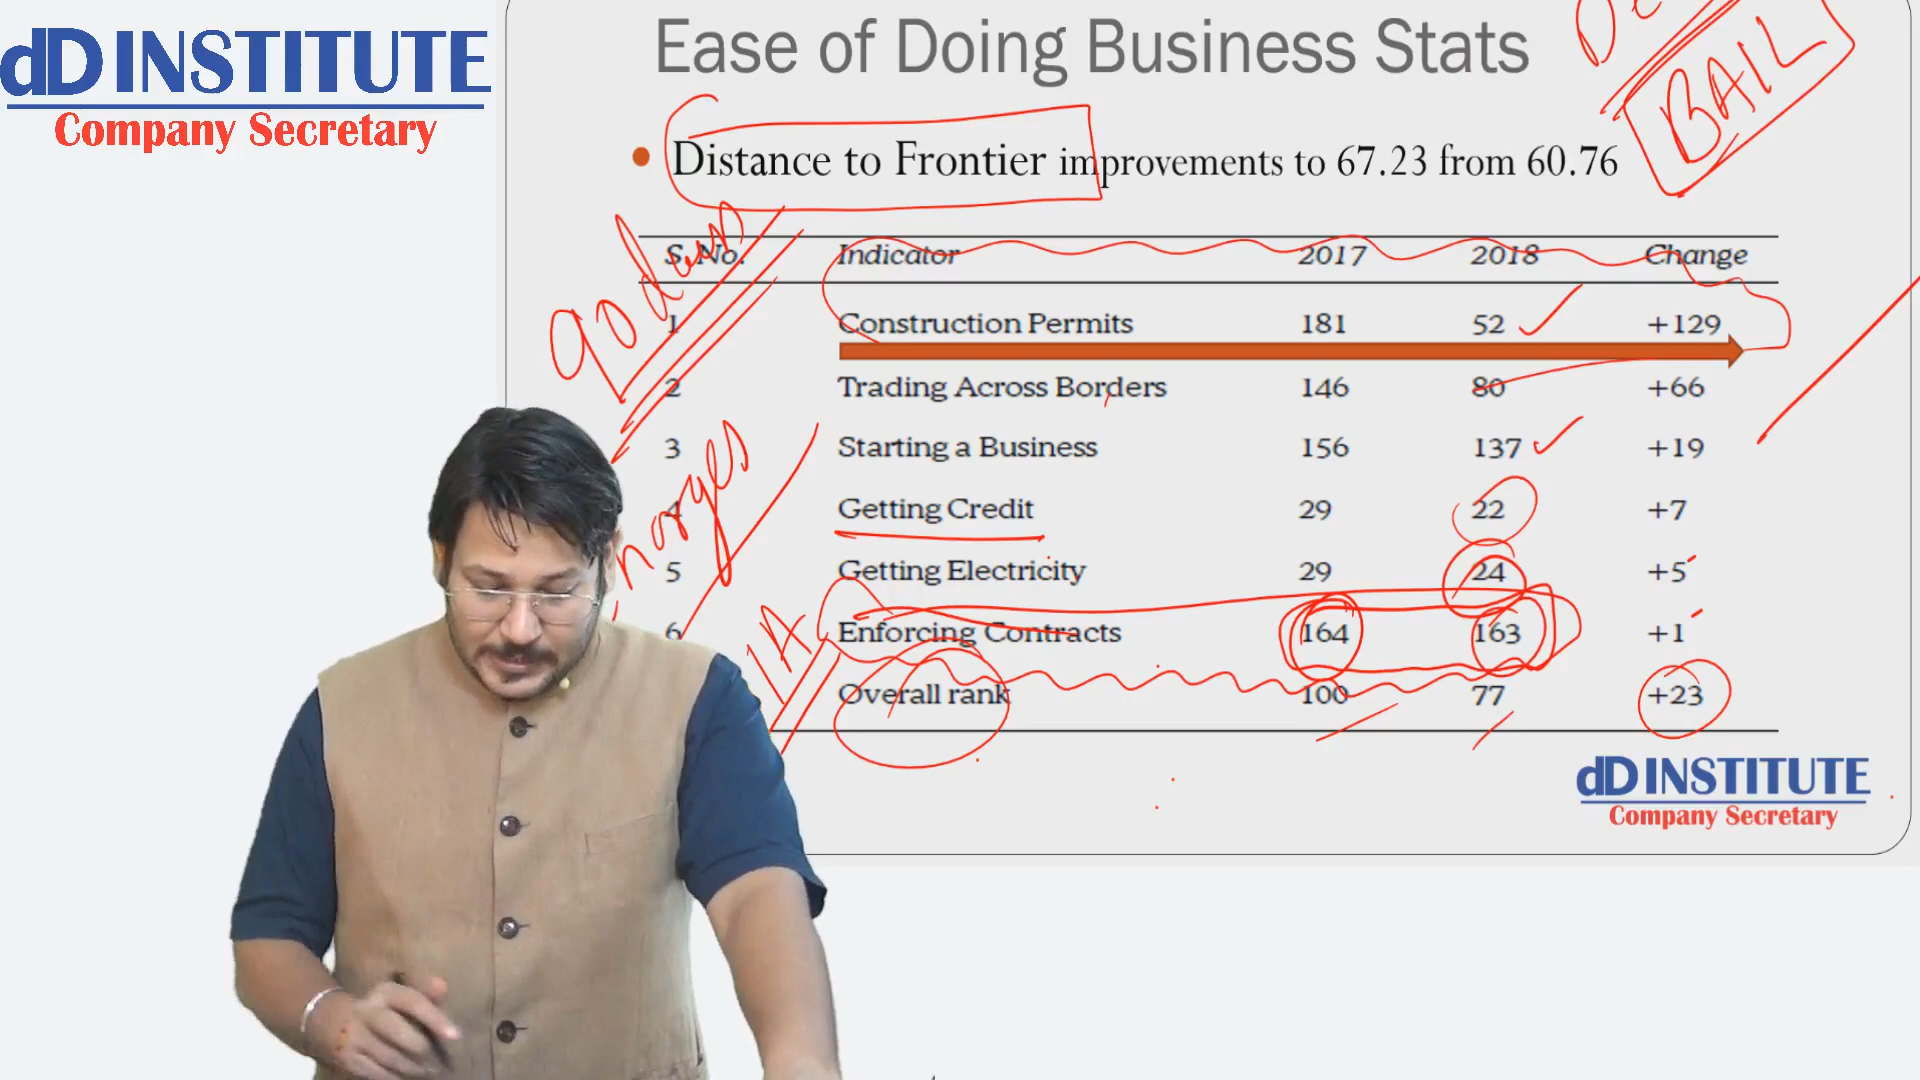 dD INSTITUTE
Company Secretary
Ease of Doing Business Stats
BAIL
• Distance to Frontier improvements to 67.23 from 60.76
S. No. Indicator 2017 2018 Change
1 Construction Permits 181 52 +129
2 Trading Across Borders 146 80 +66
3 Starting a Business 156 137 +19
4 Getting Credit 29 22 +7
5 Getting Electricity 29 24 +5
6 Enforcing Contracts 164 163 +1
Overall rank 100 77 +23
dD INSTITUTE
Company Secretary